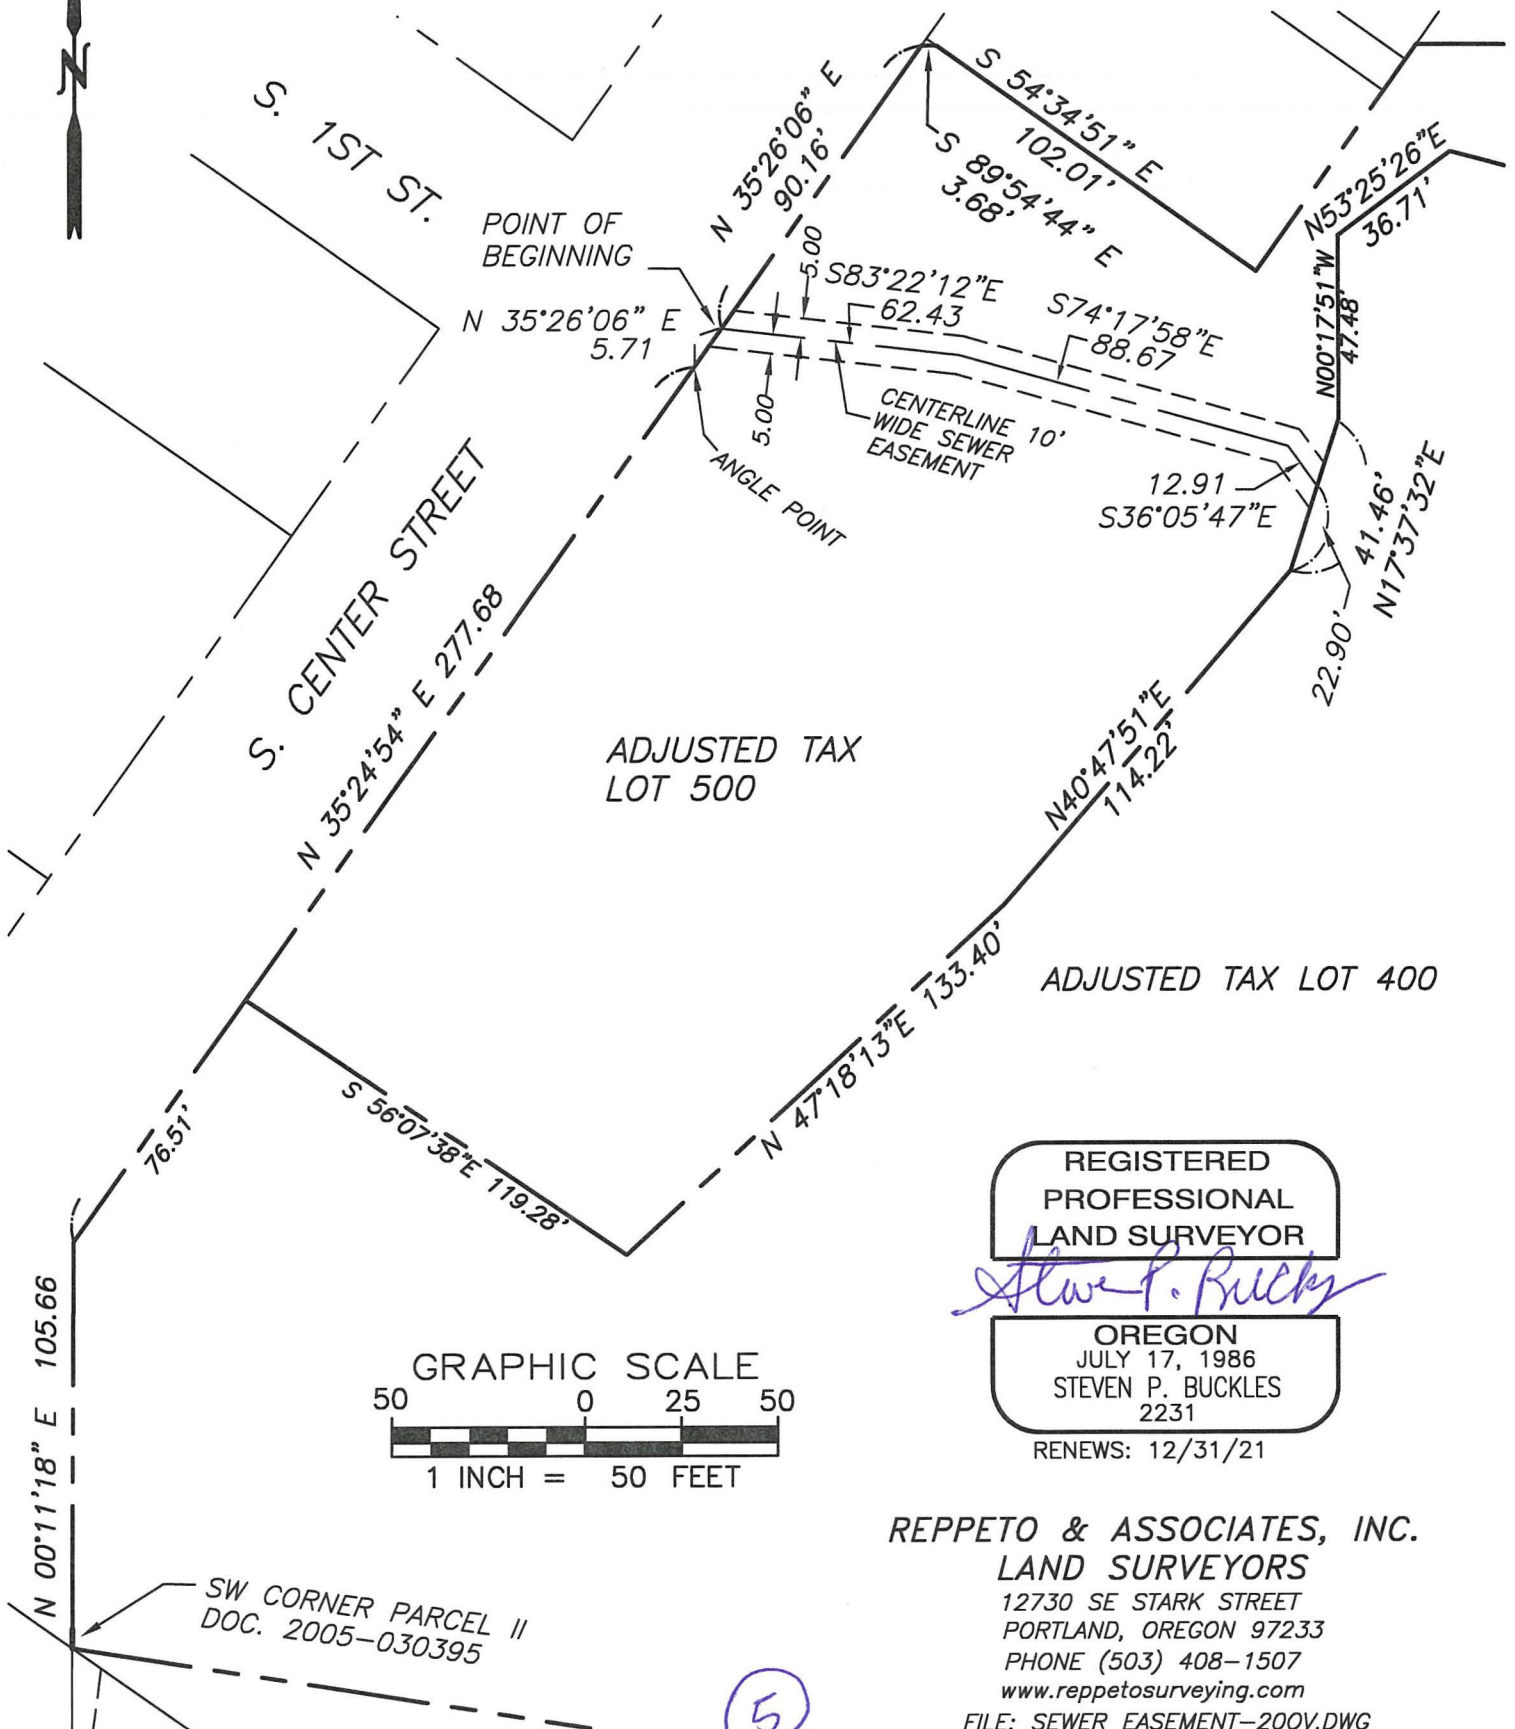 N
S. 1ST ST.
N 35°26'06" E
90.16'
S 54°34'51" E
102.01'
S 89°54'44" E
3.68'
N53°25'26"E
36.71'
N00°17'51"W
47.48'
POINT OF
BEGINNING
N 35°26'06" E
5.71
5.00
S83°22'12"E
62.43
S74°17'58"E
88.67
5.00
CENTERLINE 10'
WIDE SEWER
EASEMENT
ANGLE POINT
12.91
S36°05'47"E
41.46'
N17°37'32"E
22.90'
S. CENTER STREET
N 35°24'54" E 277.68
ADJUSTED TAX
LOT 500
N40°47'51"E
114.22'
N 47°18'13"E 133.40'
ADJUSTED TAX LOT 400
S 56°07'38"E 119.28'
76.51'
N 00°11'18" E 105.66
REGISTERED
PROFESSIONAL
LAND SURVEYOR
Steven P. Buckles
OREGON
JULY 17, 1986
STEVEN P. BUCKLES
2231
RENEWS: 12/31/21
GRAPHIC SCALE
50 0 25 50
1 INCH = 50 FEET
SW CORNER PARCEL II
DOC. 2005-030395
REPPETO & ASSOCIATES, INC.
LAND SURVEYORS
12730 SE STARK STREET
PORTLAND, OREGON 97233
PHONE (503) 408-1507
www.reppetosurveying.com
FILE: SEWER EASEMENT-200V.DWG
5